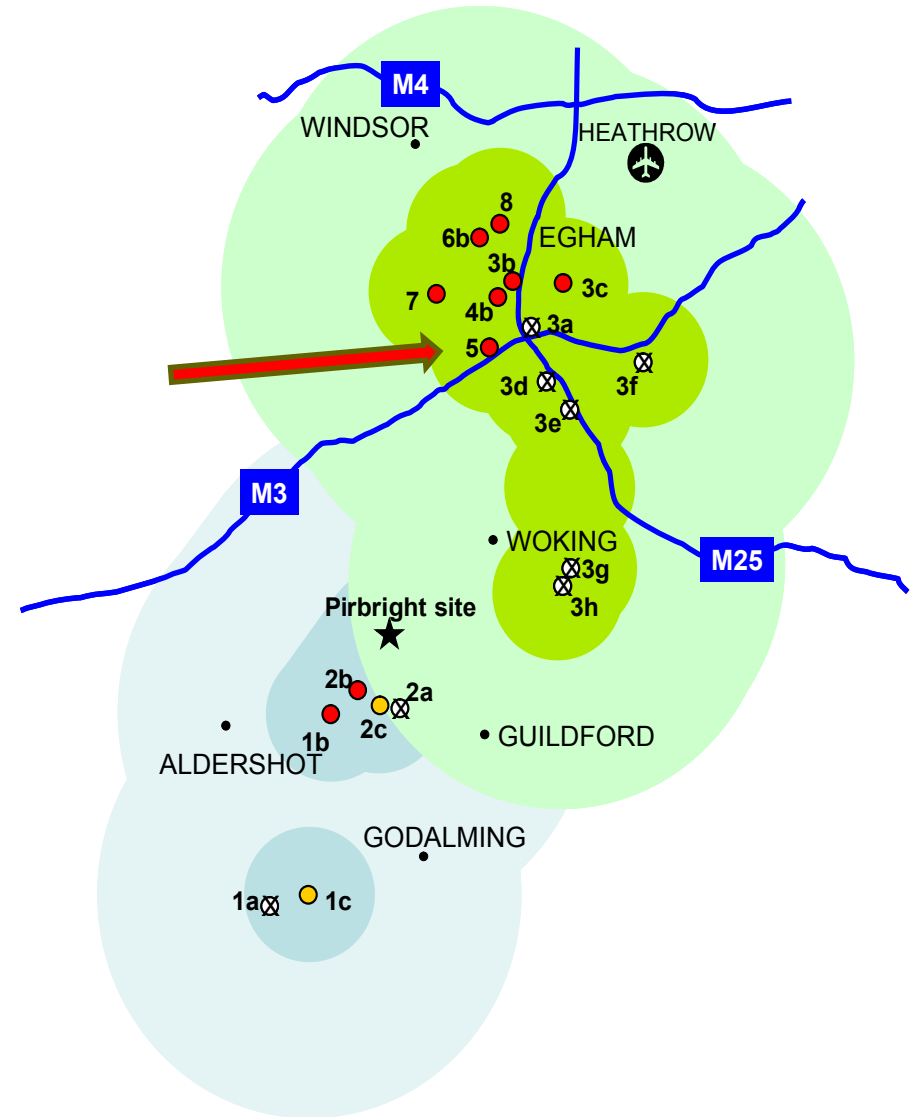 M4
WINDSOR
HEATHROW
8
6b
EGHAM
3b
3c
7
4b
3a
5
3d
3f
3e
M3
WOKING
M25
3g
3h
Pirbright site
2b
2a
2c
1b
GUILDFORD
ALDERSHOT
GODALMING
1a
1c